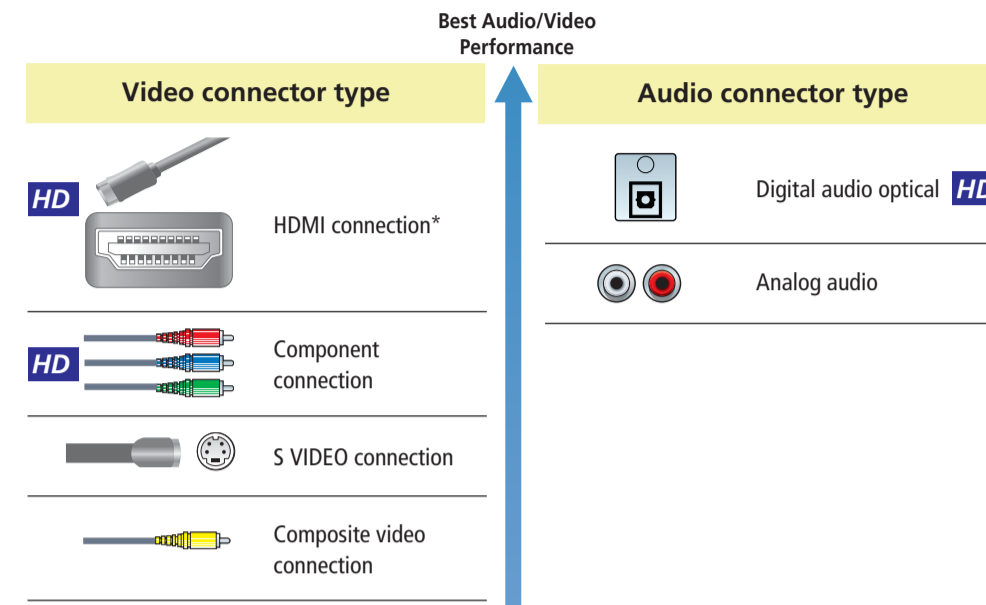 Best Audio/Video
Performance
Video connector type
HD
HDMI connection*
HD
Component
connection
S VIDEO connection
Composite video
connection
Audio connector type
Digital audio optical HD
Analog audio